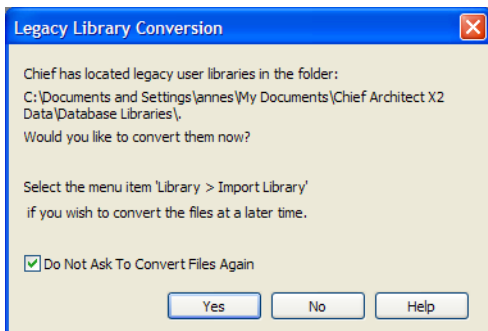 Legacy Library Conversion
Chief has located legacy user libraries in the folder:
C:\Documents and Settings\annes\My Documents\Chief Architect X2
Data\Database Libraries\.
Would you like to convert them now?
Select the menu item 'Library > Import Library'
if you wish to convert the files at a later time.
Do Not Ask To Convert Files Again
Yes No Help